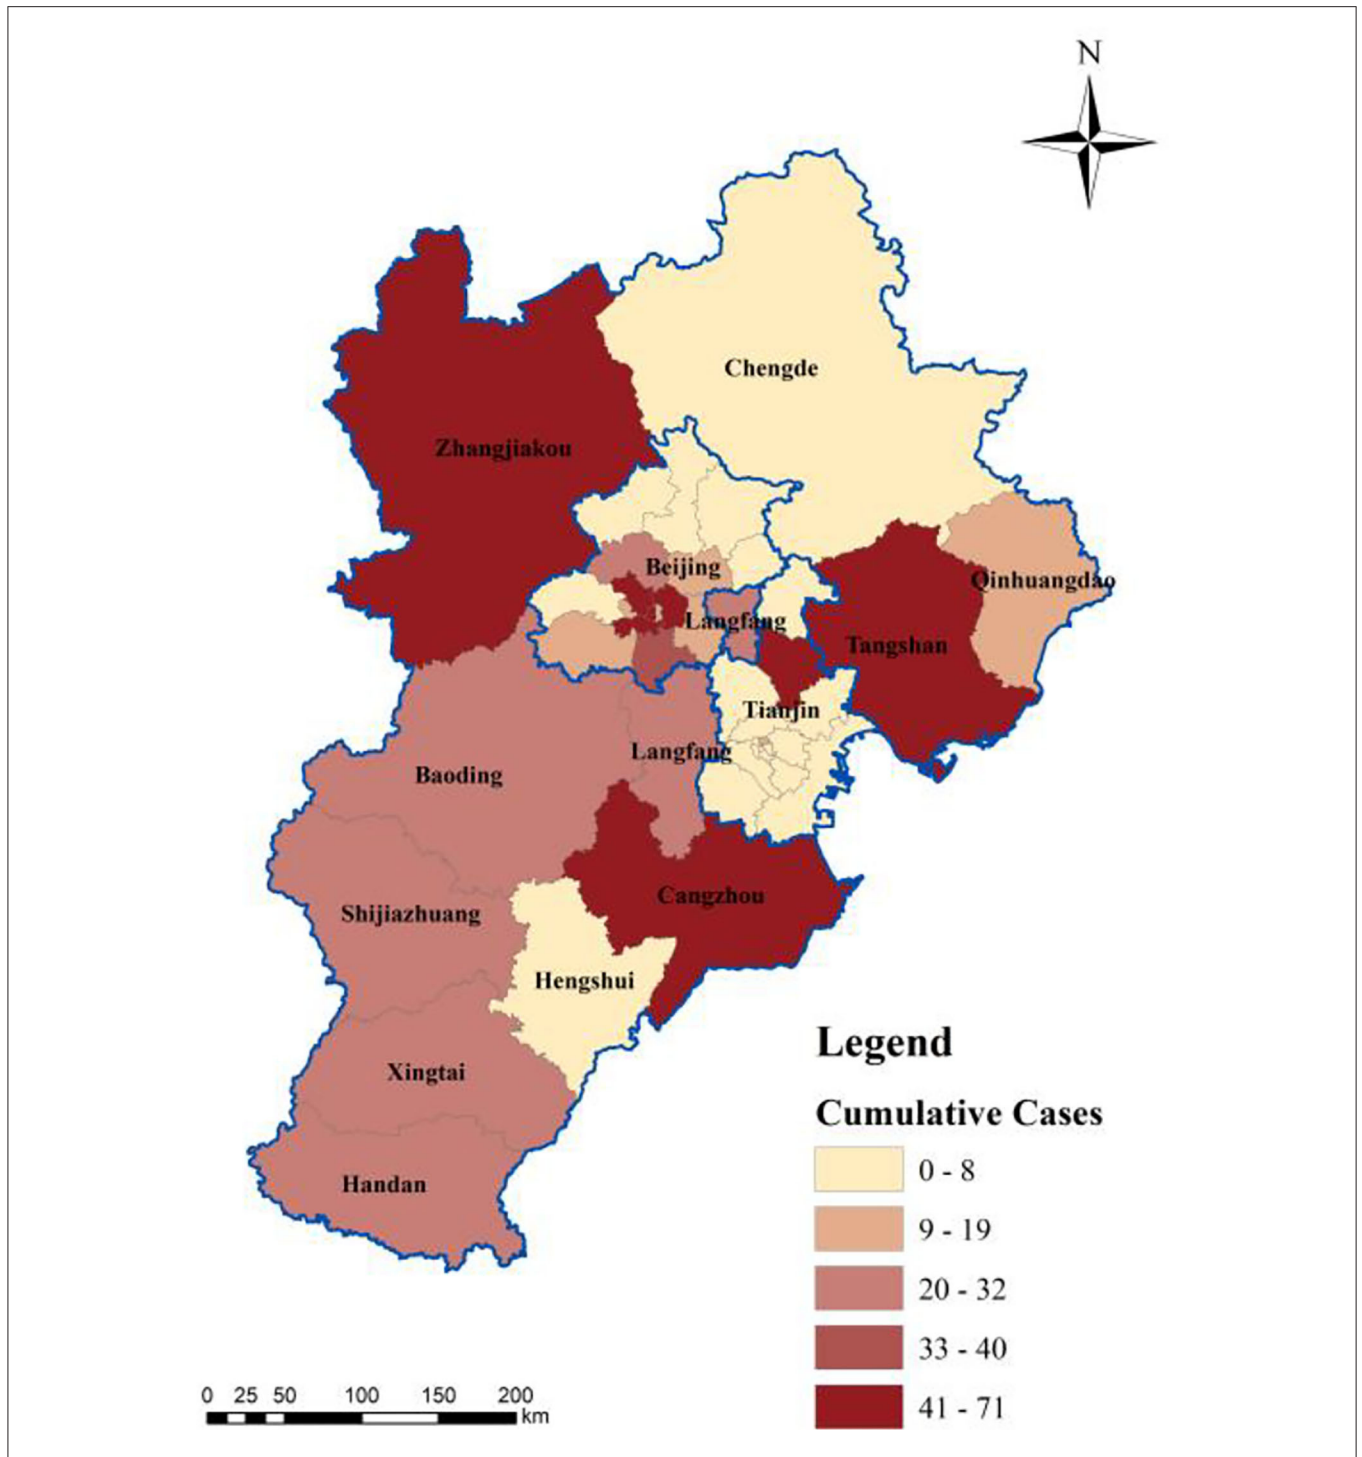 N
Chengde
Zhangjiakou
Beijing
Qinhuangdao
Langfang
Tangshan
Tianjin
Langfang
Baoding
Cangzhou
Shijiazhuang
Hengshui
Xingtai
Handan
Legend
Cumulative Cases
0 - 8
9 - 19
20 - 32
33 - 40
41 - 71
0 25 50 100 150 200
km